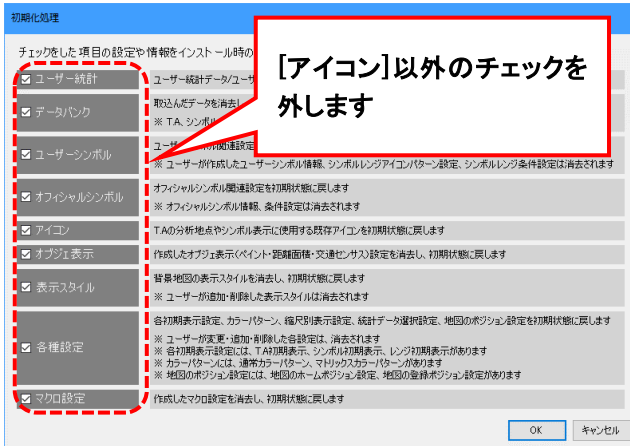 初期化処理
チェックをした項目の設定や情報をインストール時の
[アイコン]以外のチェックを
外します
ユーザー統計
ユーザー統計データ/ユーザ
データバンク
取込んだデータを消去し
※ T.A、シンボル
ユーザーシンボル
※ ユーザーが作成したユーザーシンボル情報、シンボルレンジアイコンパターン設定、シンボルレンジ条件設定は消去されます
オフィシャルシンボル
オフィシャルシンボル関連設定を初期状態に戻します
※ オフィシャルシンボル情報、条件設定は消去されます
アイコン
T.Aの分析地点やシンボル表示に使用する既存アイコンを初期状態に戻します
オブジェ表示
作成したオブジェ表示(ペイント・距離面積・交通センサス)設定を消去し、初期状態に戻します
表示スタイル
背景地図の表示スタイルを消去し、初期状態に戻します
※ ユーザーが追加・削除した表示スタイルは消去されます
各種設定
各初期表示設定、カラーパターン、縮尺別表示設定、統計データ選択設定、地図のポジション設定を初期状態に戻します
※ ユーザーが変更・追加・削除した各設定は、消去されます
※ 各初期表示設定には、T.A初期表示、シンボル初期表示、レンジ初期表示があります
※ カラーパターンには、通常カラーパターン、マトリックスカラーパターンがあります
※ 地図のポジション設定には、地図のホームポジション設定、地図の登録ポジション設定があります
マクロ設定
作成したマクロ設定を消去し、初期状態に戻します
OK
キャンセル